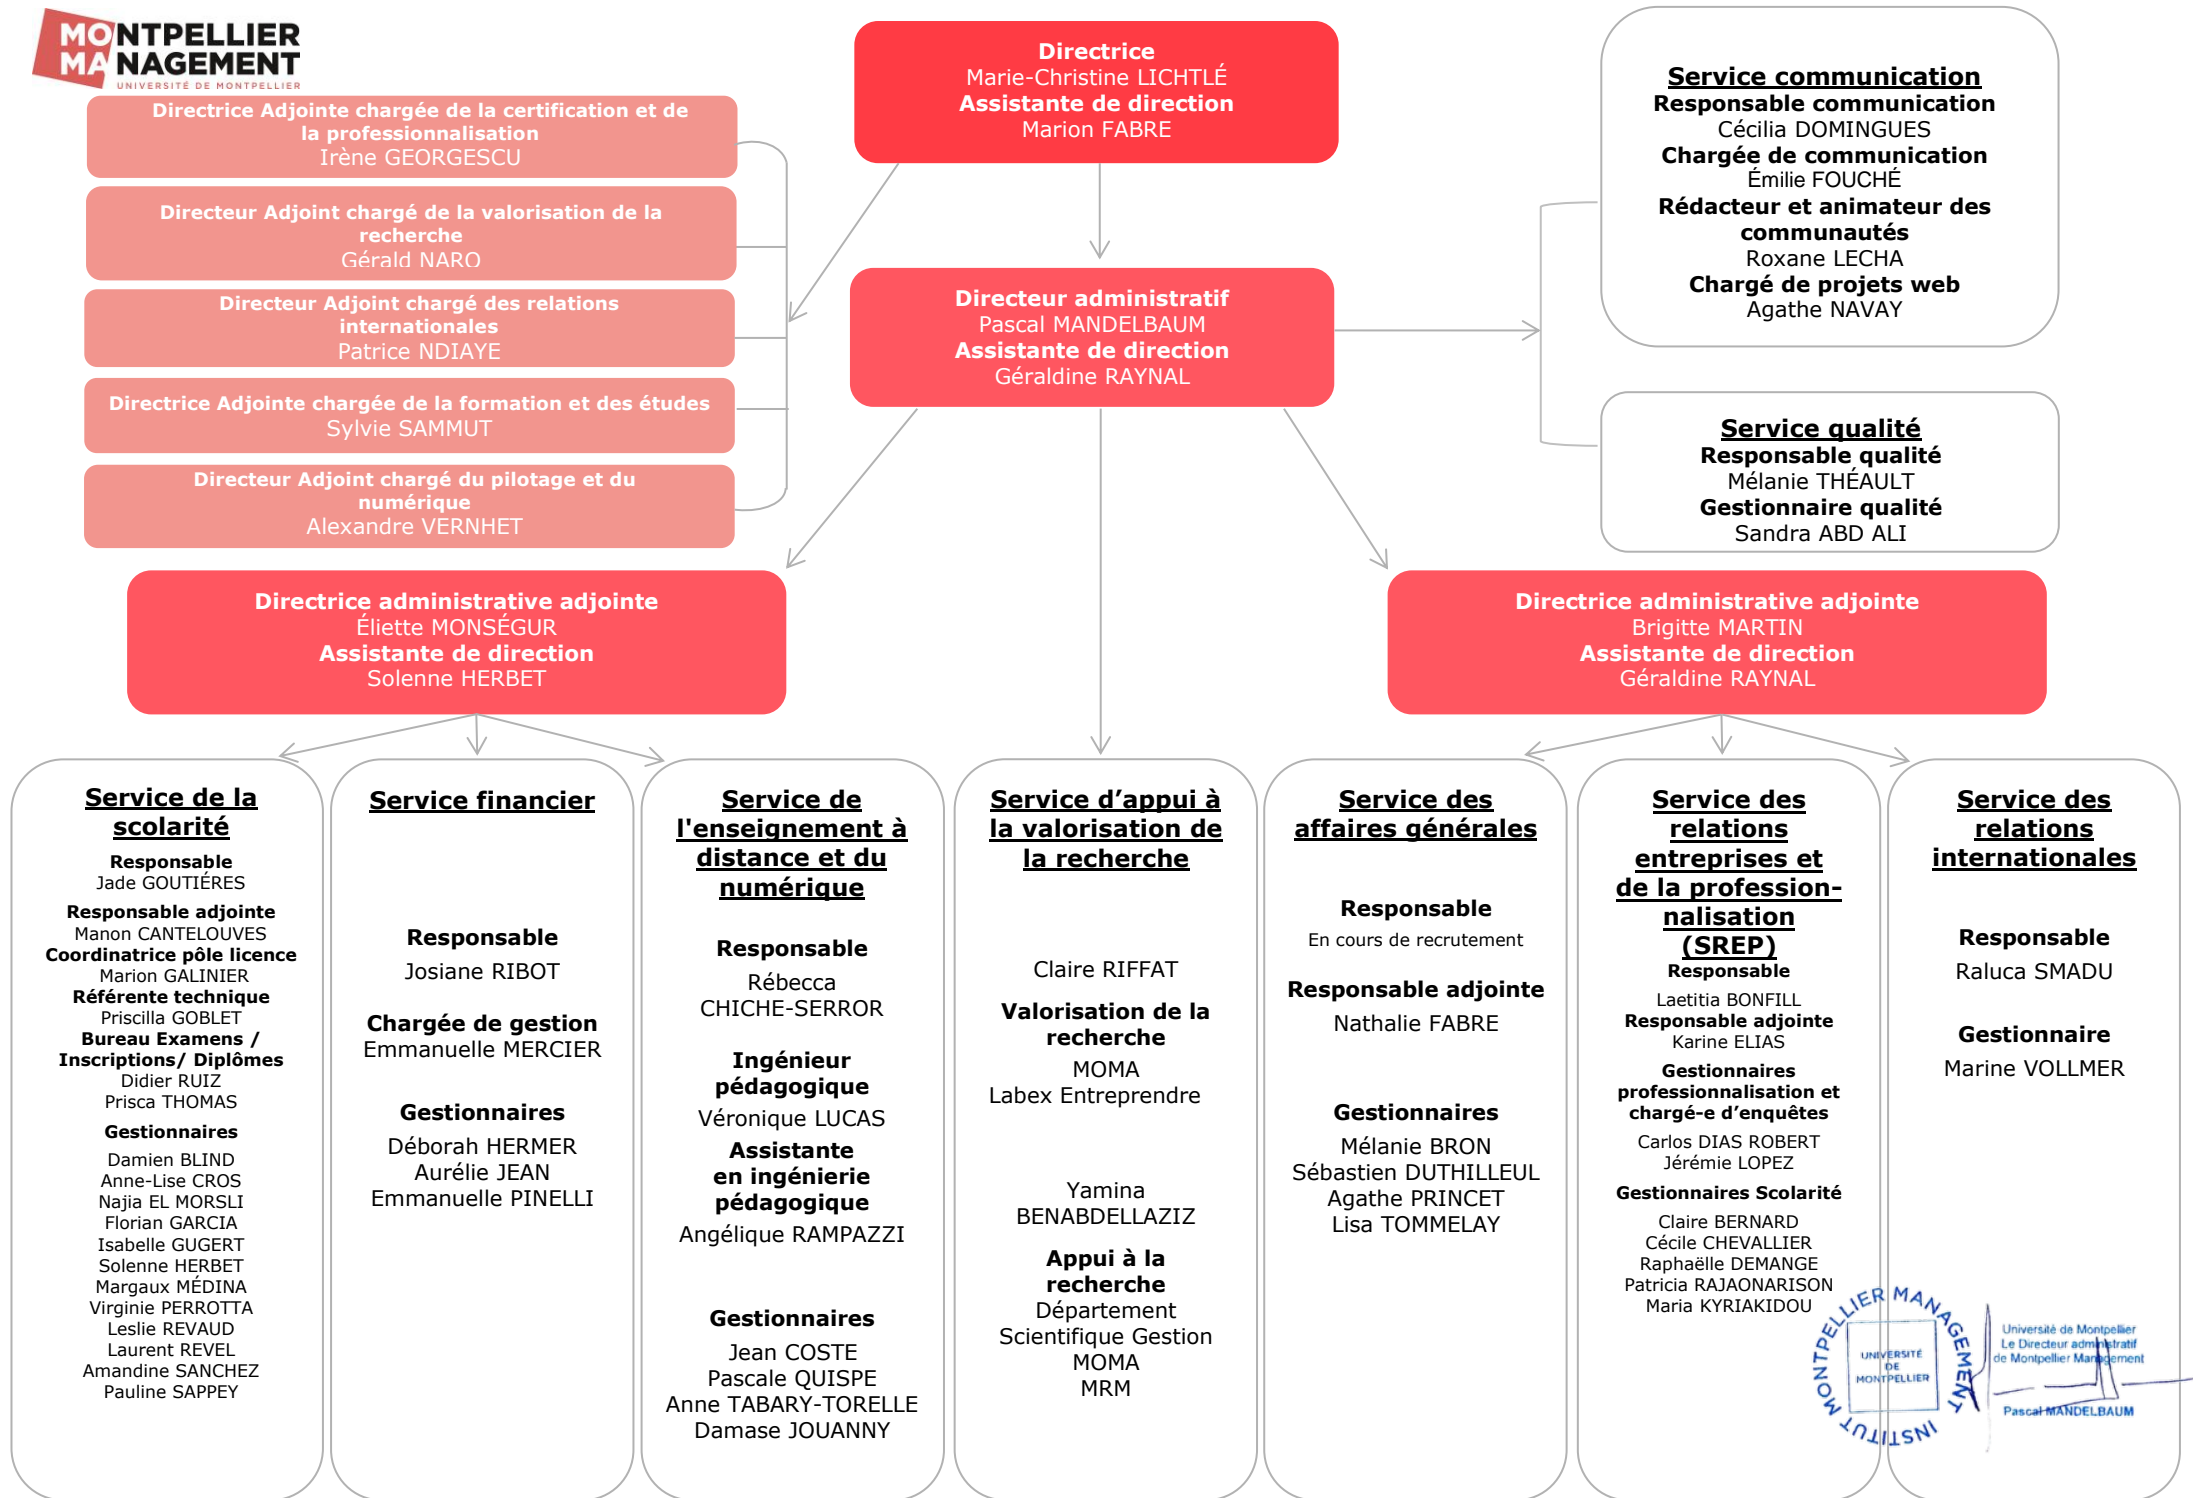 MONTPELLIER
MANAGEMENT
UNIVERSITÉ DE MONTPELLIER
Directrice
Marie-Christine LICHTLÉ
Assistante de direction
Marion FABRE
Directrice Adjointe chargée de la certification et de
la professionnalisation
Irène GEORGESCU
Directeur Adjoint chargé de la valorisation de la
recherche
Gérald NARO
Directeur Adjoint chargé des relations
internationales
Patrice NDIAYE
Directrice Adjointe chargée de la formation et des études
Sylvie SAMMUT
Directeur Adjoint chargé du pilotage et du
numérique
Alexandre VERNHET
Directeur administratif
Pascal MANDELBAUM
Assistante de direction
Géraldine RAYNAL
Service communication
Responsable communication
Cécilia DOMINGUES
Chargée de communication
Émilie FOUCHÉ
Rédacteur et animateur des
communautés
Roxane LECHA
Chargé de projets web
Agathe NAVAY
Service qualité
Responsable qualité
Mélanie THÉAULT
Gestionnaire qualité
Sandra ABD ALI
Directrice administrative adjointe
Éliette MONSÉGUR
Assistante de direction
Solenne HERBET
Directrice administrative adjointe
Brigitte MARTIN
Assistante de direction
Géraldine RAYNAL
Service de la
scolarité
Responsable
Jade GOUTIÉRES
Responsable adjointe
Manon CANTELOUVES
Coordinatrice pôle licence
Marion GALINIER
Référente technique
Priscilla GOBLET
Bureau Examens /
Inscriptions/ Diplômes
Didier RUIZ
Prisca THOMAS
Gestionnaires
Damien BLIND
Anne-Lise CROS
Najia EL MORSLI
Florian GARCIA
Isabelle GUGERT
Solenne HERBET
Margaux MÉDINA
Virginie PERROTTA
Leslie REVAUD
Laurent REVEL
Amandine SANCHEZ
Pauline SAPPEY
Service financier
Responsable
Josiane RIBOT
Chargée de gestion
Emmanuelle MERCIER
Gestionnaires
Déborah HERMER
Aurélie JEAN
Emmanuelle PINELLI
Service de
l'enseignement à
distance et du
numérique
Responsable
Rébecca
CHICHE-SERROR
Ingénieur
pédagogique
Véronique LUCAS
Assistante
en ingénierie
pédagogique
Angélique RAMPAZZI
Gestionnaires
Jean COSTE
Pascale QUISPE
Anne TABARY-TORELLE
Damase JOUANNY
Service d’appui à
la valorisation de
la recherche
Claire RIFFAT
Valorisation de la
recherche
MOMA
Labex Entreprendre
Yamina
BENABDELLAZIZ
Appui à la
recherche
Département
Scientifique Gestion
MOMA
MRM
Service des
affaires générales
Responsable
En cours de recrutement
Responsable adjointe
Nathalie FABRE
Gestionnaires
Mélanie BRON
Sébastien DUTHILLEUL
Agathe PRINCET
Lisa TOMMELAY
Service des
relations
entreprises et
de la profession-
nalisation
(SREP)
Responsable
Laetitia BONFILL
Responsable adjointe
Karine ELIAS
Gestionnaires
professionnalisation et
chargé-e d’enquêtes
Carlos DIAS ROBERT
Jérémie LOPEZ
Gestionnaires Scolarité
Claire BERNARD
Cécile CHEVALLIER
Raphaëlle DEMANGE
Patricia RAJAONARISON
Maria KYRIAKIDOU
Service des
relations
internationales
Responsable
Raluca SMADU
Gestionnaire
Marine VOLLMER
INSTITUT MONTPELLIER MANAGEMENT
UNIVERSITÉ
DE
MONTPELLIER
Université de Montpellier
Le Directeur administratif
de Montpellier Management
Pascal MANDELBAUM